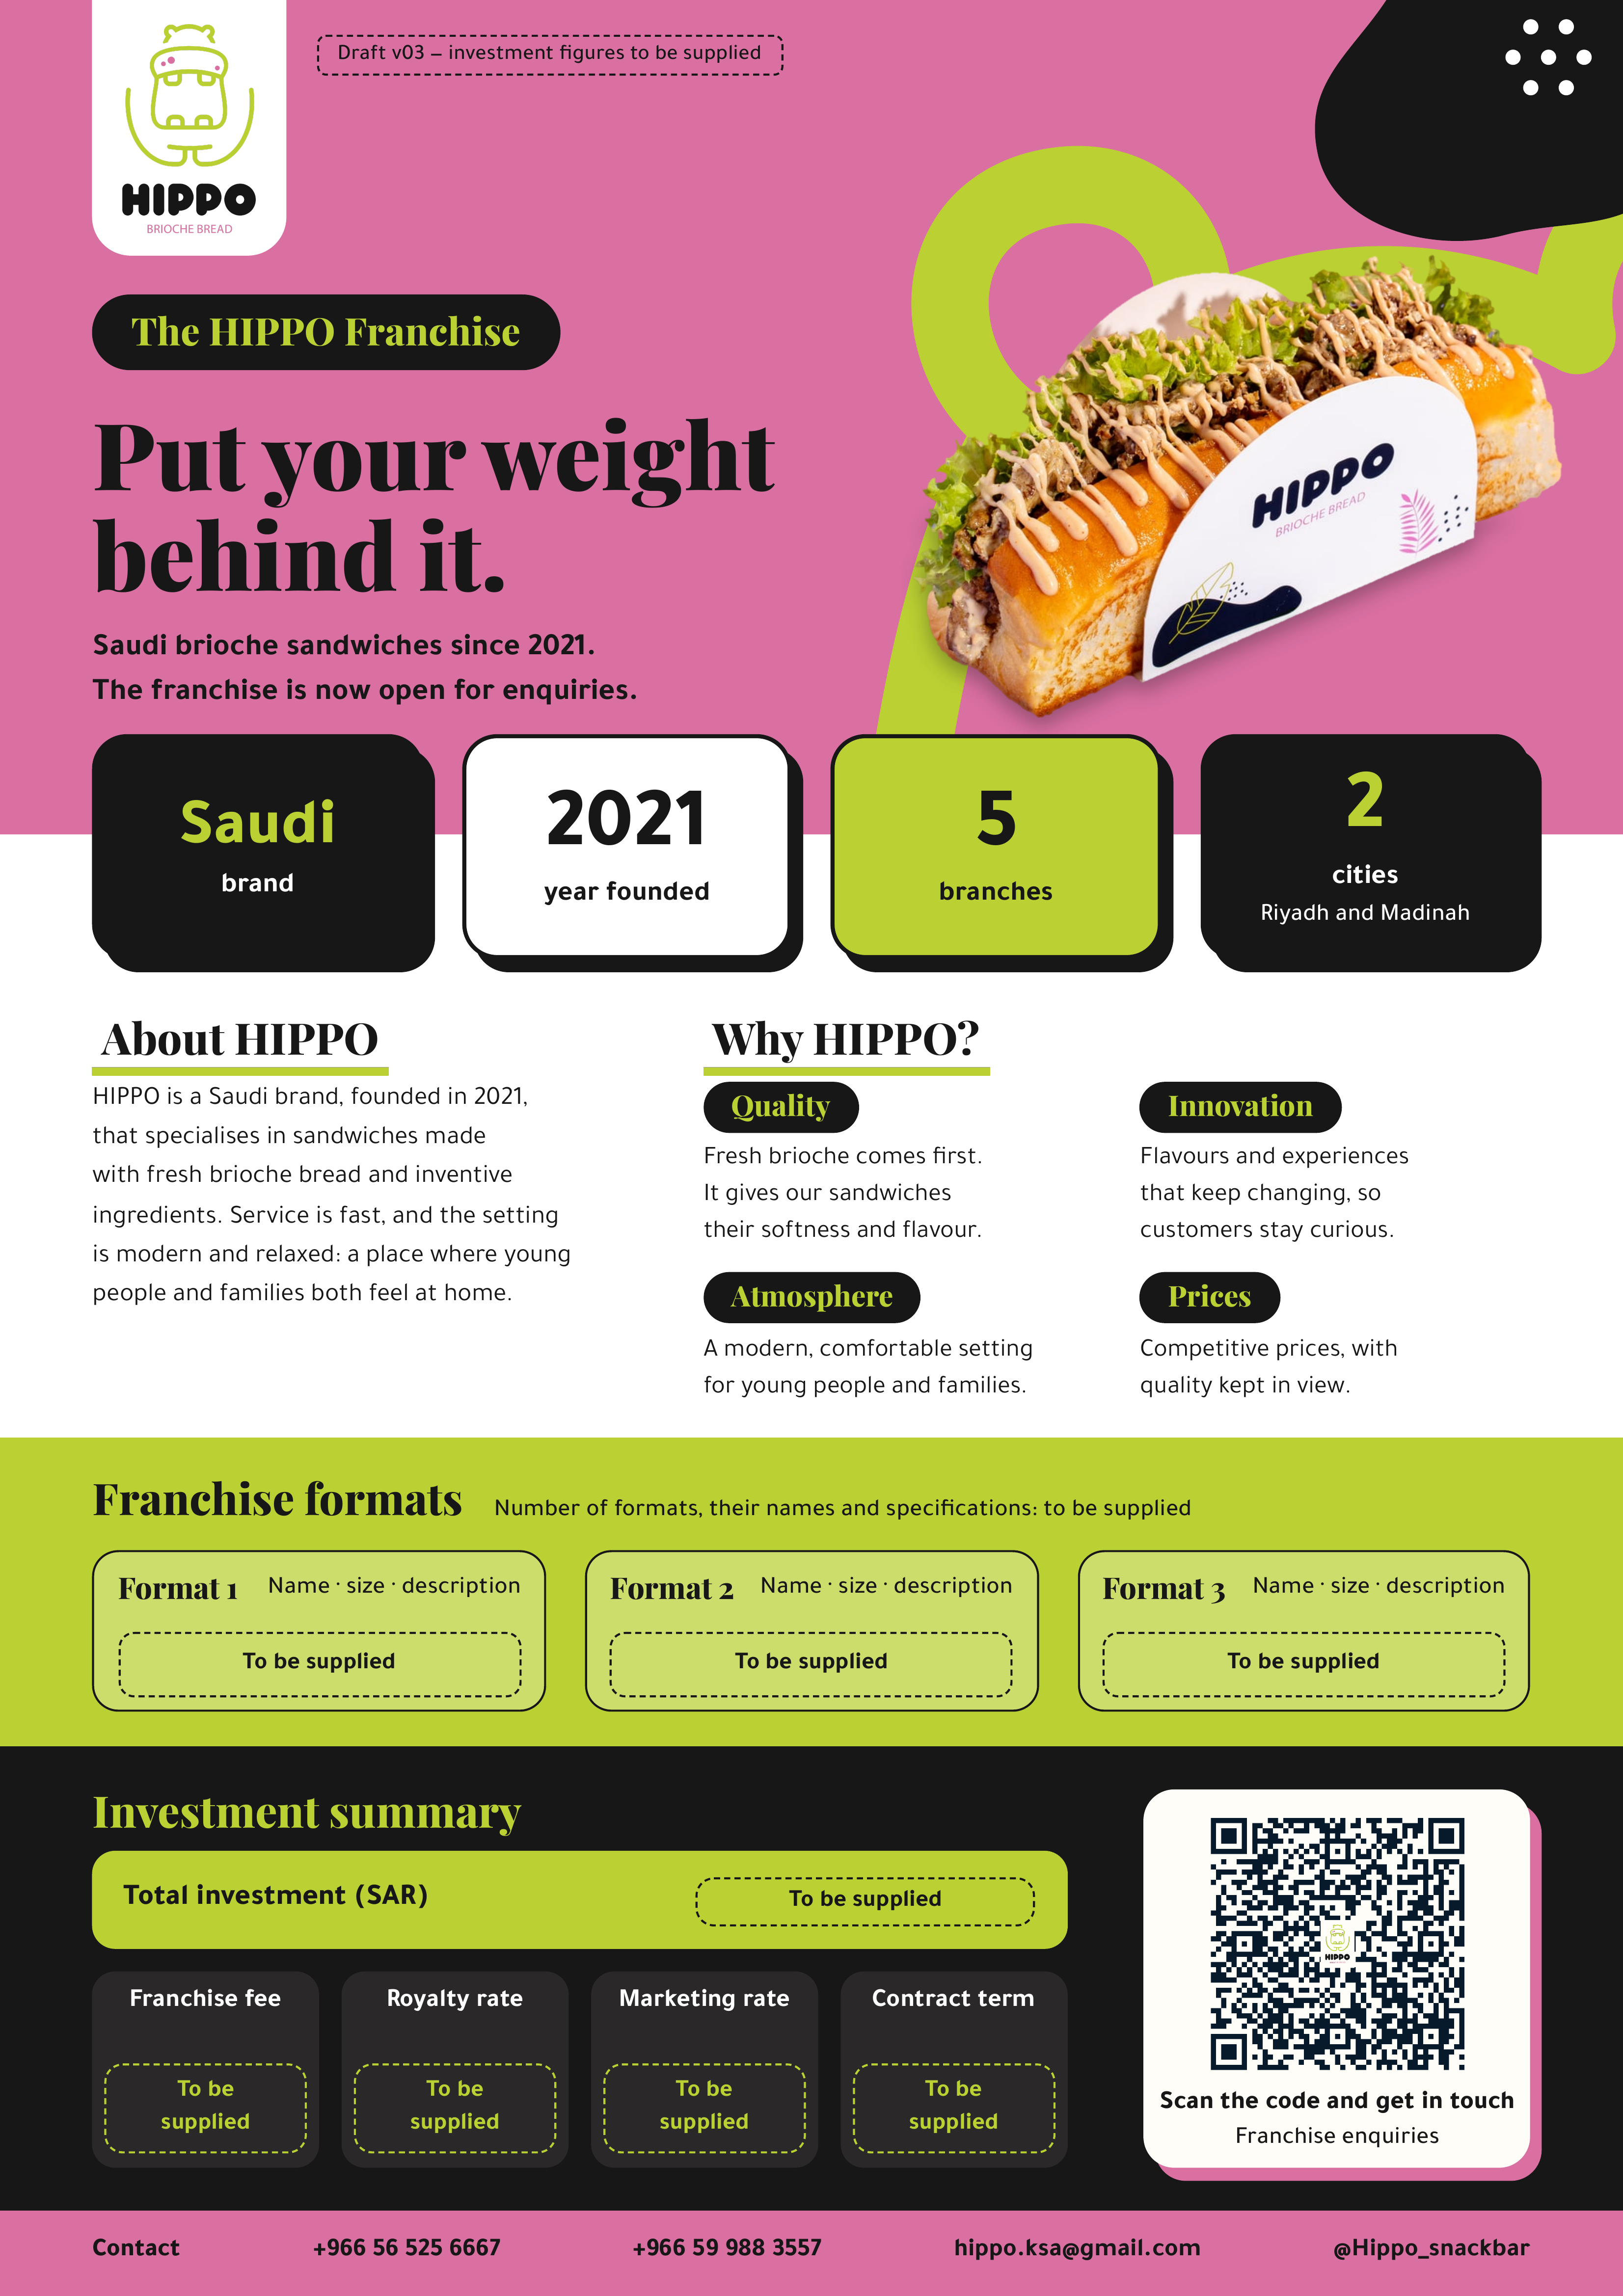 HIPPO
BRIOCHE BREAD
Draft v03 – investment figures to be supplied
The HIPPO Franchise
Put your weight
behind it.
Saudi brioche sandwiches since 2021.
The franchise is now open for enquiries.
HIPPO
BRIOCHE BREAD
Saudi
brand
2021
year founded
5
branches
2
cities
Riyadh and Madinah
About HIPPO
HIPPO is a Saudi brand, founded in 2021,
that specialises in sandwiches made
with fresh brioche bread and inventive
ingredients. Service is fast, and the setting
is modern and relaxed: a place where young
people and families both feel at home.
Why HIPPO?
Quality
Fresh brioche comes first.
It gives our sandwiches
their softness and flavour.
Innovation
Flavours and experiences
that keep changing, so
customers stay curious.
Atmosphere
A modern, comfortable setting
for young people and families.
Prices
Competitive prices, with
quality kept in view.
Franchise formats
Number of formats, their names and specifications: to be supplied
Format 1 Name · size · description
To be supplied
Format 2 Name · size · description
To be supplied
Format 3 Name · size · description
To be supplied
Investment summary
Total investment (SAR)
To be supplied
Franchise fee
To be
supplied
Royalty rate
To be
supplied
Marketing rate
To be
supplied
Contract term
To be
supplied
HIPPO
Scan the code and get in touch
Franchise enquiries
Contact
+966 56 525 6667
+966 59 988 3557
hippo.ksa@gmail.com
@Hippo_snackbar